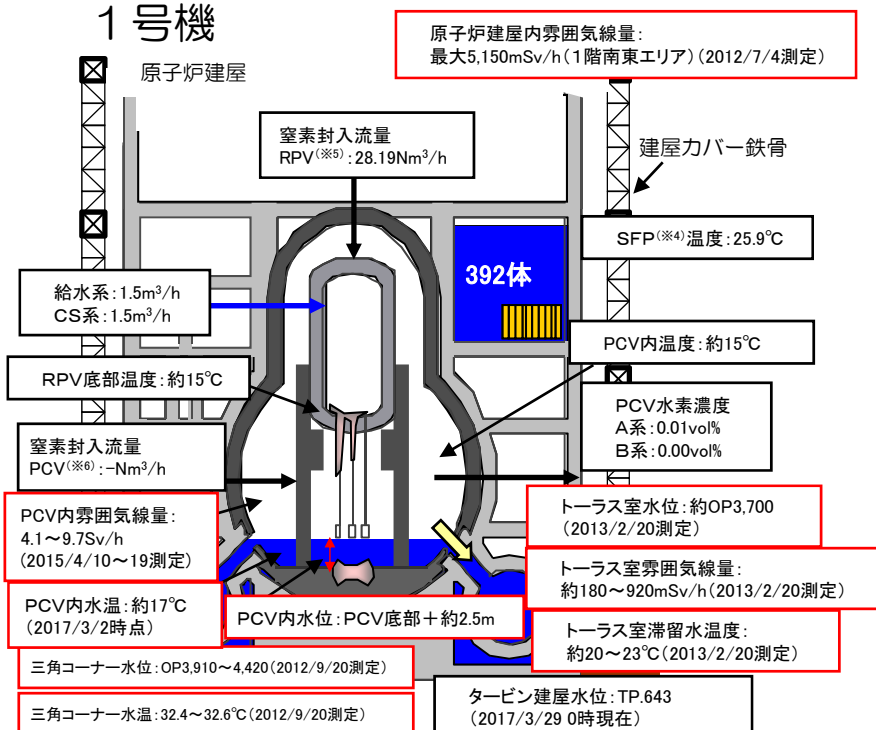 1号機
原子炉建屋内雰囲気線量:
最大5,150mSv/h(1階南東エリア)(2012/7/4測定)
原子炉建屋
窒素封入流量
RPV(※5):28.19Nm³/h
建屋カバー鉄骨
SFP(※4)温度:25.9℃
392体
給水系:1.5m³/h
CS系:1.5m³/h
PCV内温度:約15℃
RPV底部温度:約15℃
PCV水素濃度
A系:0.01vol%
B系:0.00vol%
窒素封入流量
PCV(※6):-Nm³/h
PCV内雰囲気線量:
4.1~9.7Sv/h
(2015/4/10~19測定)
トーラス室水位:約OP3,700
(2013/2/20測定)
トーラス室雰囲気線量:
約180~920mSv/h(2013/2/20測定)
PCV内水温:約17℃
(2017/3/2時点)
PCV内水位:PCV底部+約2.5m
トーラス室滞留水温度:
約20~23℃(2013/2/20測定)
三角コーナー水位:OP3,910~4,420(2012/9/20測定)
三角コーナー水温:32.4~32.6℃(2012/9/20測定)
タービン建屋水位:TP.643
(2017/3/29 0時現在)